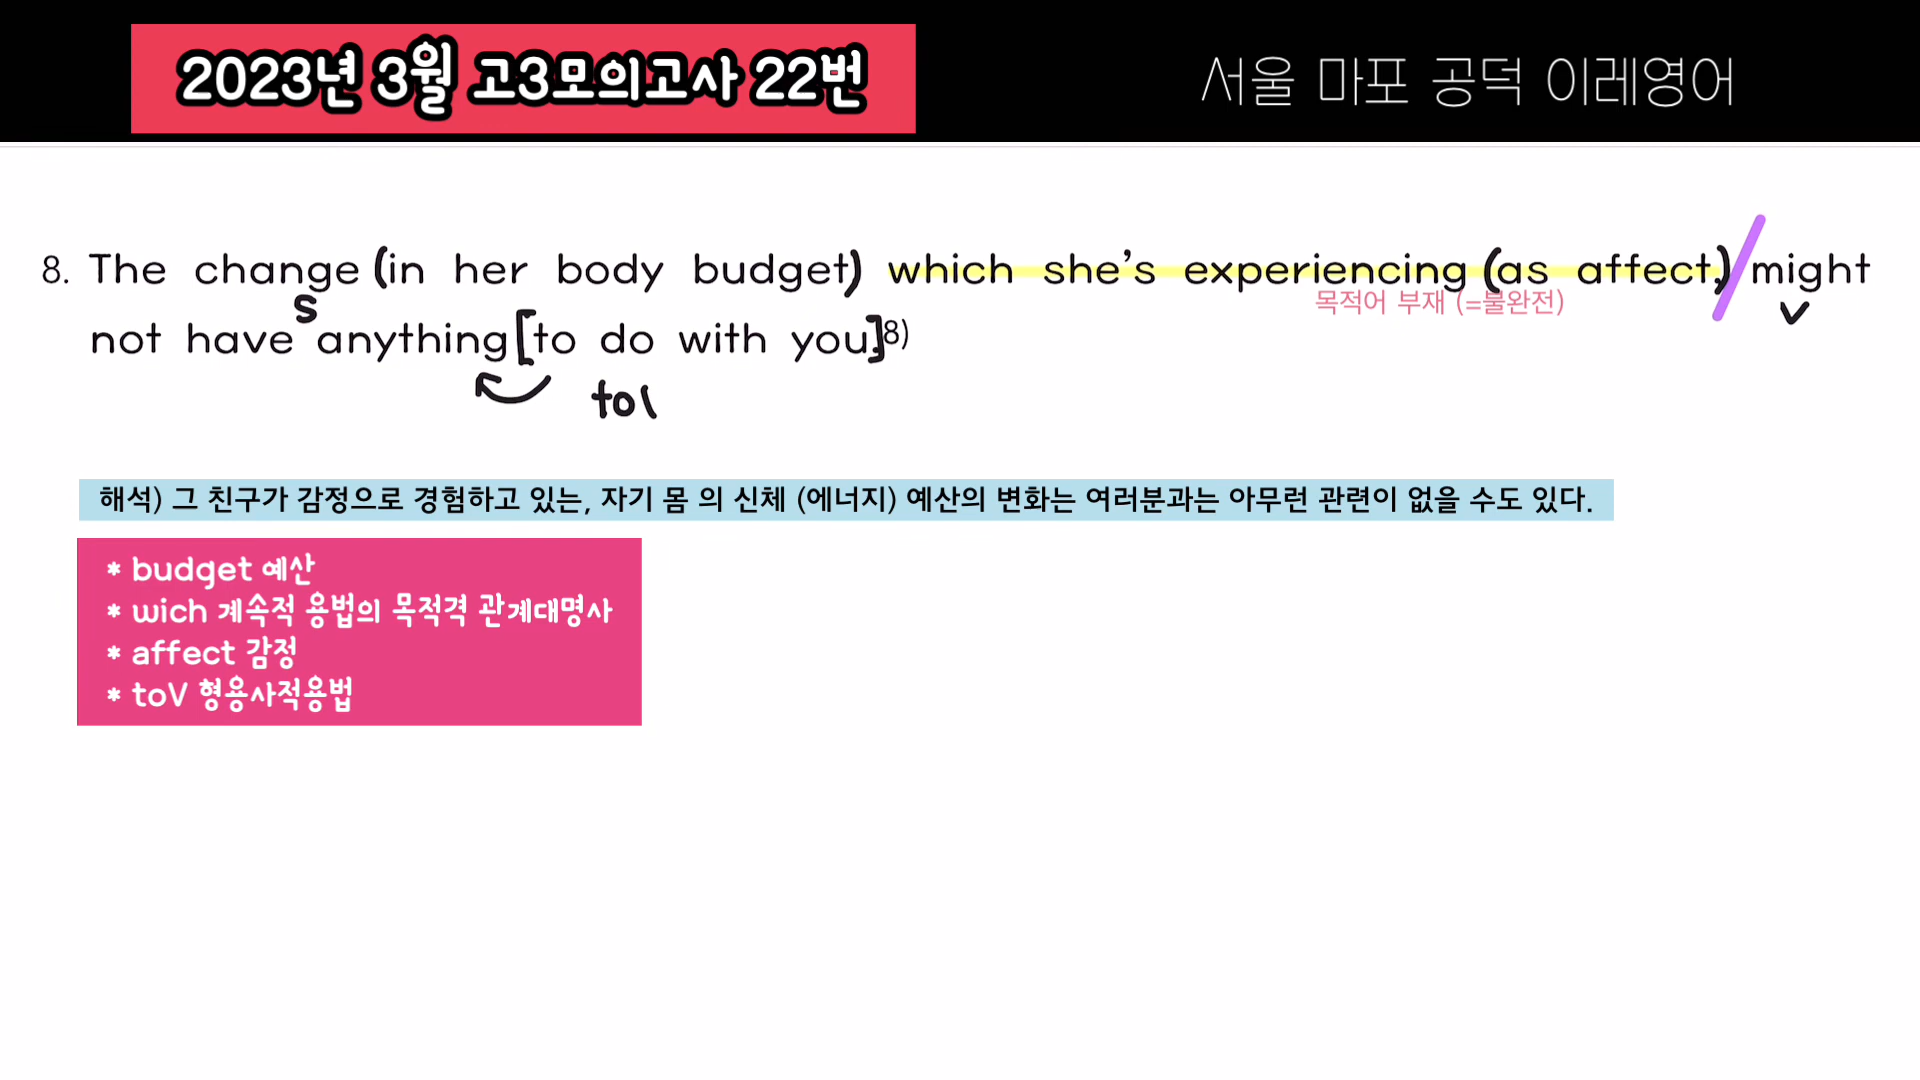 2023년 3월 고3모의고사 22번
서울 마포 공덕 이레영어
8. The change (in her body budget) which she's experiencing (as affect,) / might
s
목적어 부재 (=불완전)
v
not have anything [to do with you.] 8)
해석) 그 친구가 감정으로 경험하고 있는, 자기 몸 의 신체 (에너지) 예산의 변화는 여러분과는 아무런 관련이 없을 수도 있다.
* budget 예산
* wich 계속적 용법의 목적격 관계대명사
* affect 감정
* toV 형용사적용법